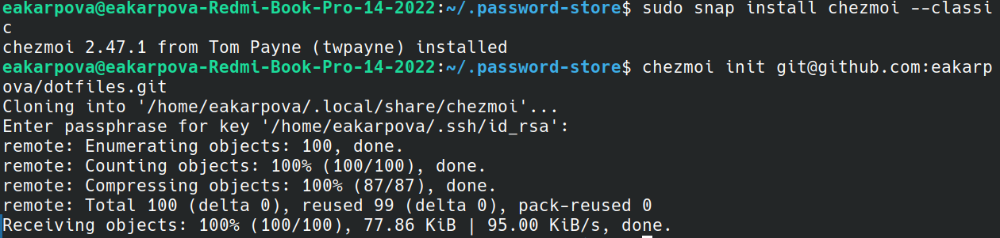 eakarpova@eakarpova-Redmi-Book-Pro-14-2022:~/.password-store$ sudo snap install chezmoi --classi
c
chezmoi 2.47.1 from Tom Payne (twpayne) installed
eakarpova@eakarpova-Redmi-Book-Pro-14-2022:~/.password-store$ chezmoi init git@github.com:eakarp
ova/dotfiles.git
Cloning into '/home/eakarpova/.local/share/chezmoi'...
Enter passphrase for key '/home/eakarpova/.ssh/id_rsa':
remote: Enumerating objects: 100, done.
remote: Counting objects: 100% (100/100), done.
remote: Compressing objects: 100% (87/87), done.
remote: Total 100 (delta 0), reused 99 (delta 0), pack-reused 0
Receiving objects: 100% (100/100), 77.86 KiB | 95.00 KiB/s, done.